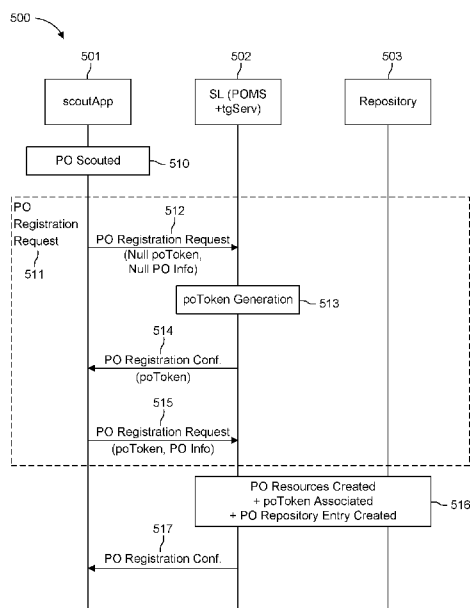 500
501
502
503
scoutApp
SL (POMS
+tgServ)
Repository
PO Scouted
510
PO
Registration
Request
511
512
PO Registration Request
(Null poToken,
Null PO Info)
poToken Generation
513
514
PO Registration Conf.
(poToken)
515
PO Registration Request
(poToken, PO Info)
PO Resources Created
+ poToken Associated
+ PO Repository Entry Created
516
517
PO Registration Conf.